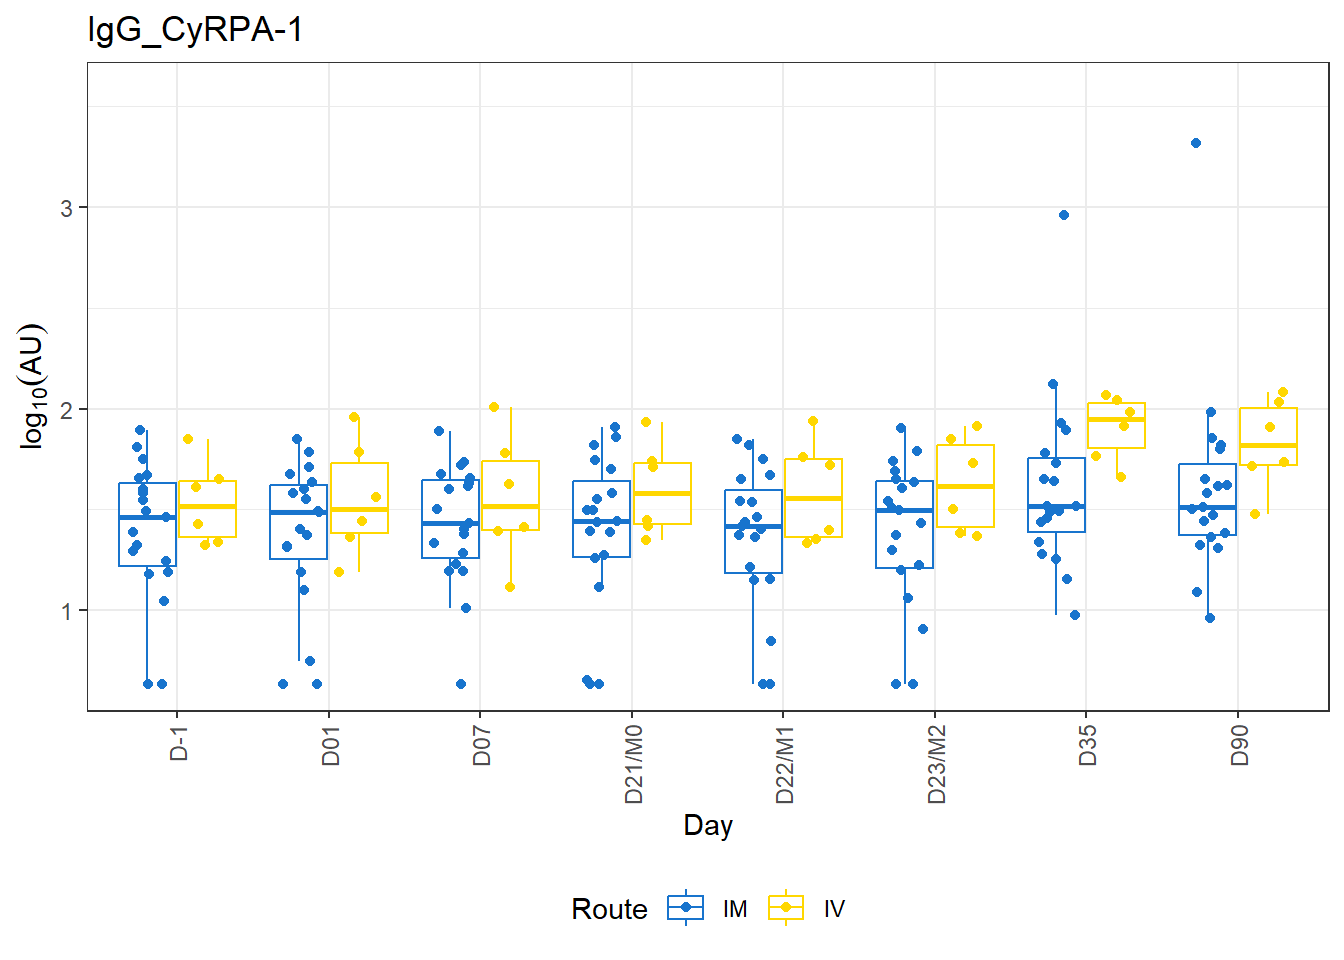 IgG_CyRPA-1
log10(AU)
3
2
1
D-1
D01
D07
D21/M0
D22/M1
D23/M2
D35
D90
Day
Route IM IV